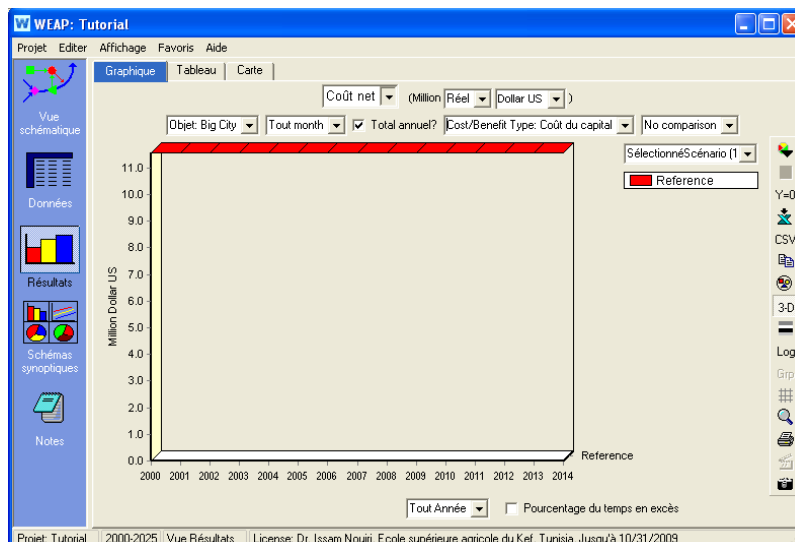 WEAP: Tutorial
Projet Editer Affichage Favoris Aide
Vue schématique
Données
Résultats
Schémas synoptiques
Notes
Graphique Tableau Carte
Coût net (Million Réel Dollar US )
Objet: Big City Tout month Total annuel? Cost/Benefit Type: Coût du capital No comparison
SélectionnéScénario (1
Reference
Million Dollar US
11.0
10.0
9.0
8.0
7.0
6.0
5.0
4.0
3.0
2.0
1.0
0.0
2000 2001 2002 2003 2004 2005 2006 2007 2008 2009 2010 2011 2012 2013 2014
Reference
Tout Année Pourcentage du temps en excès
Y=0
CSV
3-D
Log
Grp
Projet: Tutorial 2000-2025 Vue Résultats License: Dr. Issam Nouiri, Ecole supérieure agricole du Kef, Tunisia, Jusqu'à 10/31/2009